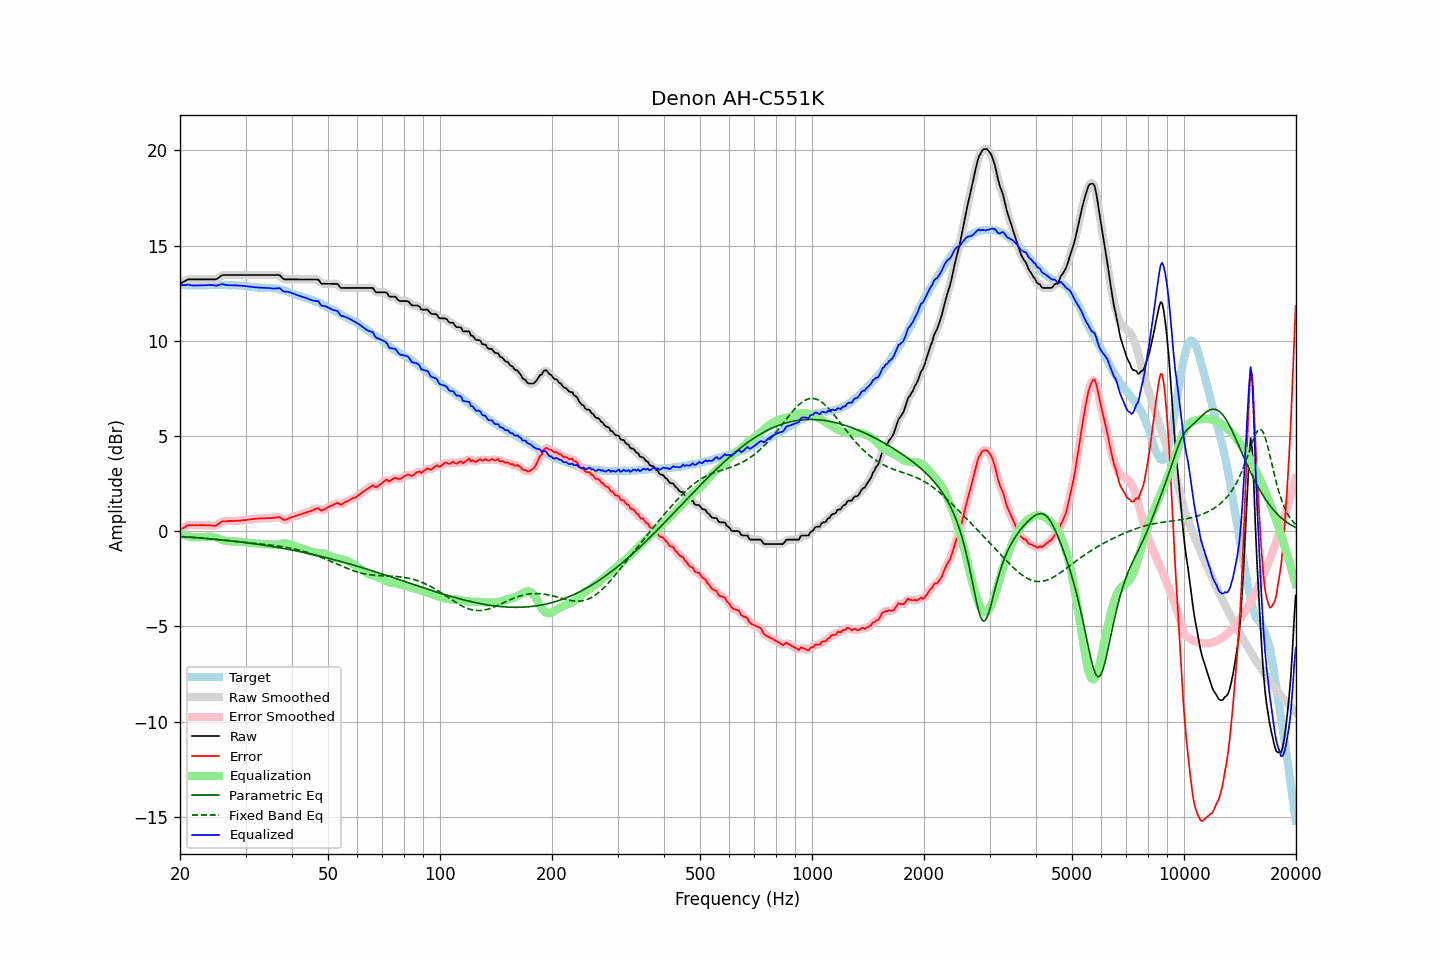 Denon AH-C551K
Amplitude (dBr)
20
15
10
5
0
−5
−10
−15
Target
Raw Smoothed
Error Smoothed
Raw
Error
Equalization
Parametric Eq
Fixed Band Eq
Equalized
20 50 100 200 500 1000 2000 5000 10000 20000
Frequency (Hz)